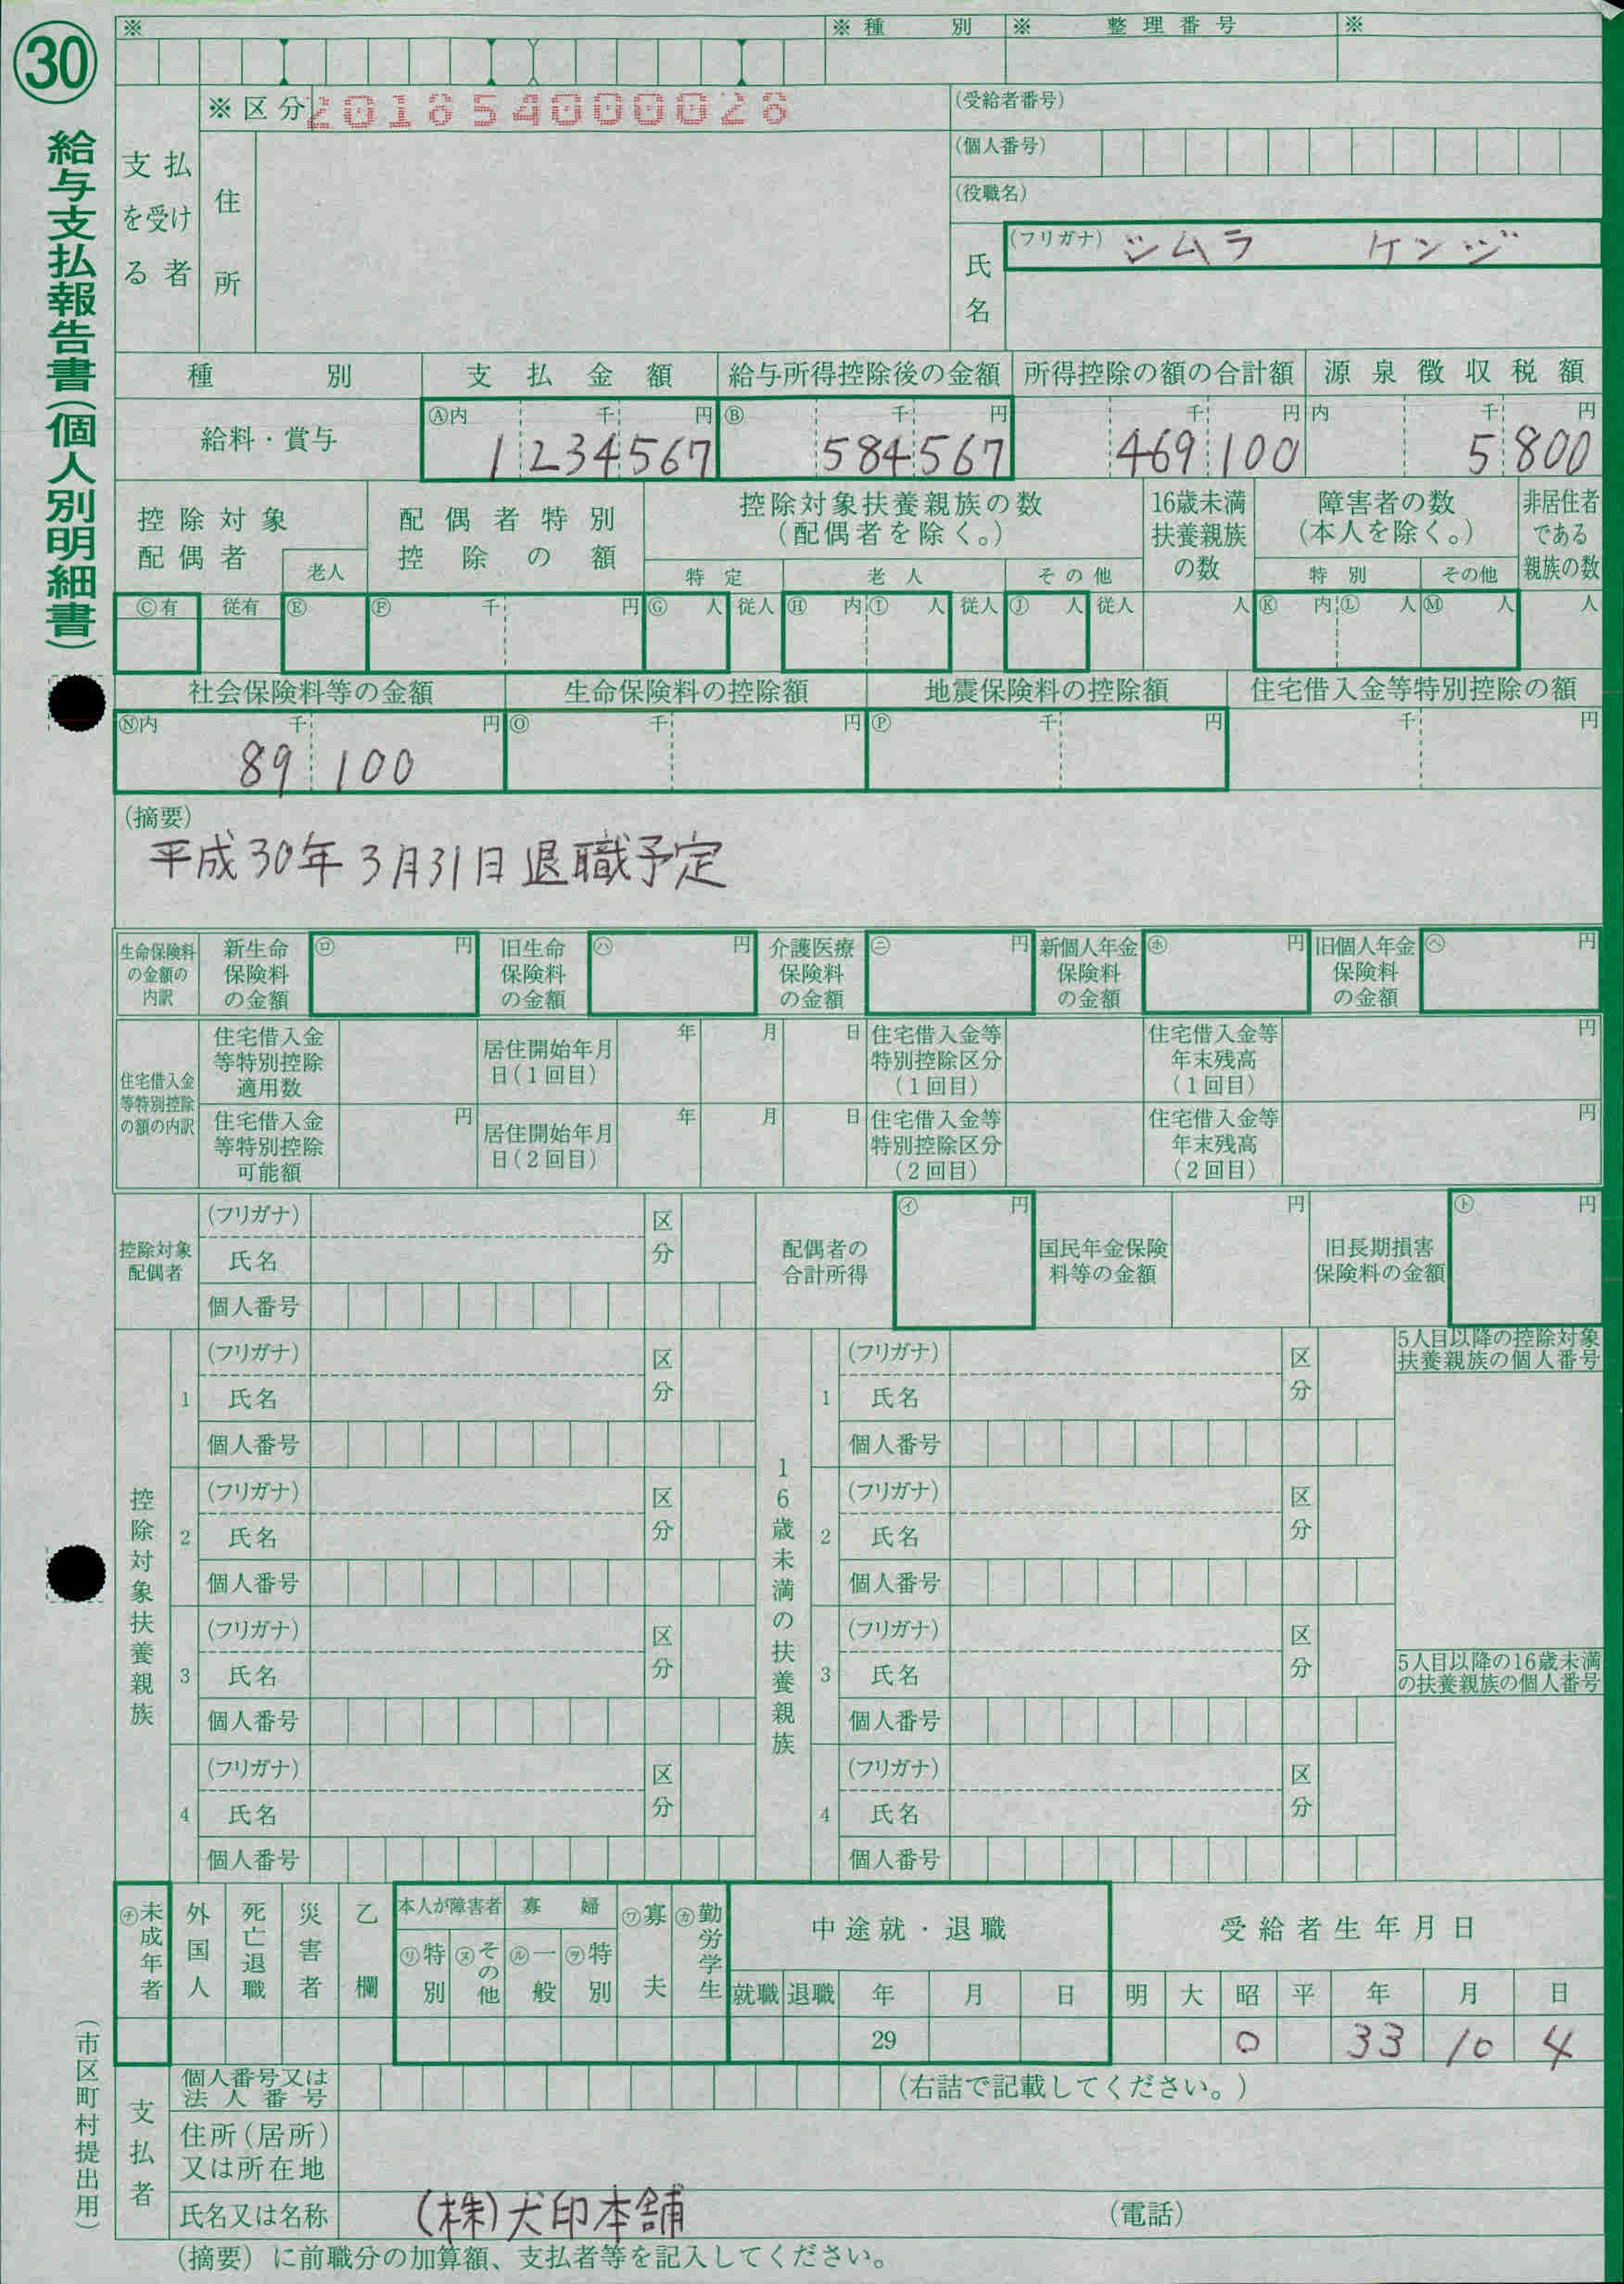 30
給与支払報告書(個人別明細書)
(市区町村提出用)
※ ※種別 ※ 整理番号 ※
※区分 201854000026
支払を受ける者
住所
(受給者番号)
(個人番号)
(役職名)
氏名
(フリガナ) シムラ ケンジ
種別 支払金額 給与所得控除後の金額 所得控除の額の合計額 源泉徴収税額
給料・賞与
Ⓐ内 千 円 Ⓑ 千 円 千 円 内 千 円
1 234 567 584 567 469 100 5 800
控除対象配偶者 老人
配偶者特別控除の額
控除対象扶養親族の数(配偶者を除く。)
特定 老人 その他
16歳未満扶養親族の数
障害者の数(本人を除く。)
特別 その他
非居住者である親族の数
Ⓒ有 従有 Ⓔ Ⓕ 千 円 Ⓖ 人 従人 Ⓗ 内 Ⓘ 人 従人 Ⓙ 人 従人 人 Ⓚ 内 Ⓛ 人 Ⓜ 人 人
社会保険料等の金額 生命保険料の控除額 地震保険料の控除額 住宅借入金等特別控除の額
Ⓝ内 千 円 Ⓞ 千 円 Ⓟ 千 円 千 円
89 100
(摘要)
平成30年3月31日退職予定
生命保険料の金額の内訳
新生命保険料の金額 ㋺ 円
旧生命保険料の金額 ㋩ 円
介護医療保険料の金額 ㋥ 円
新個人年金保険料の金額 ㋭ 円
旧個人年金保険料の金額 ㋬ 円
住宅借入金等特別控除の額の内訳
住宅借入金等特別控除適用数
居住開始年月日(1回目) 年 月 日
住宅借入金等特別控除区分(1回目)
住宅借入金等年末残高(1回目) 円
住宅借入金等特別控除可能額 円
居住開始年月日(2回目) 年 月 日
住宅借入金等特別控除区分(2回目)
住宅借入金等年末残高(2回目) 円
控除対象配偶者
(フリガナ) 区分
氏名
個人番号
配偶者の合計所得 ㋑ 円
国民年金保険料等の金額 円
旧長期損害保険料の金額 ㋣ 円
控除対象扶養親族
1 (フリガナ) 区分
氏名
個人番号
2 (フリガナ) 区分
氏名
個人番号
3 (フリガナ) 区分
氏名
個人番号
4 (フリガナ) 区分
氏名
個人番号
16歳未満の扶養親族
1 (フリガナ) 区分
氏名
個人番号
2 (フリガナ) 区分
氏名
個人番号
3 (フリガナ) 区分
氏名
個人番号
4 (フリガナ) 区分
氏名
個人番号
5人目以降の控除対象扶養親族の個人番号
5人目以降の16歳未満の扶養親族の個人番号
㋠未成年者 外国人 死亡退職 災害者 乙欄
本人が障害者 ㋷特別 ㋦その他
寡婦 ㋸一般 ㋾特別
㋻寡夫 ㋕勤労学生
中途就・退職
就職 退職 年 月 日
29
受給者生年月日
明 大 昭 平 年 月 日
0 33 10 4
支払者
個人番号又は法人番号 (右詰で記載してください。)
住所(居所)又は所在地
氏名又は名称 (株)犬印本舗 (電話)
(摘要)に前職分の加算額、支払者等を記入してください。